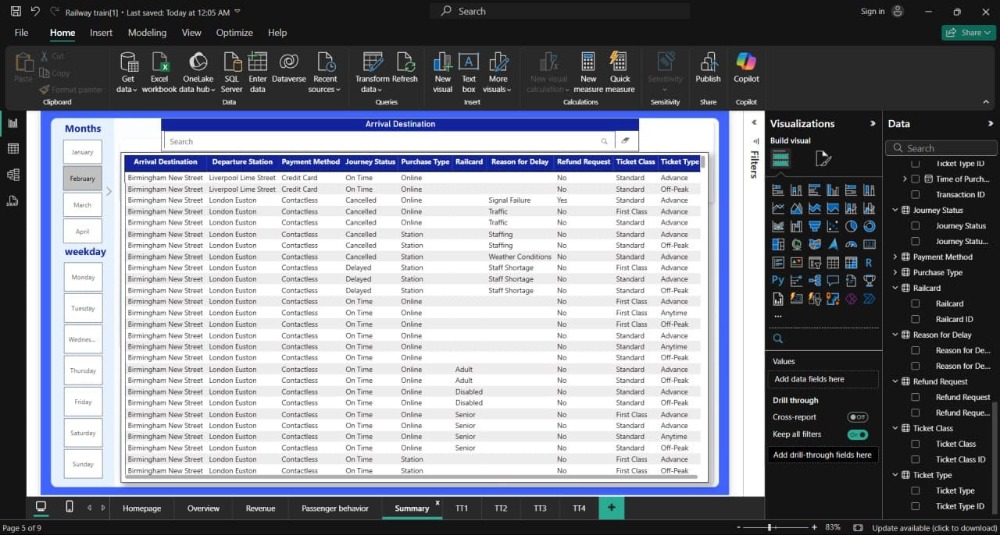 Railway train[1] • Last saved: Today at 12:05 AM
Search
Sign in
File Home Insert Modeling View Optimize Help
Share
Paste
Cut
Copy
Format painter
Clipboard
Get data
Excel workbook
OneLake data hub
SQL Server
Enter data
Dataverse
Recent sources
Data
Transform data
Refresh
Queries
New visual
Text box
More visuals
Insert
New visual calculation
New measure
Quick measure
Calculations
Sensitivity
Sensitivity
Publish
Share
Copilot
Copilot
Months
January
February
March
April
weekday
Monday
Tuesday
Wednes...
Thursday
Friday
Saturday
Sunday
Arrival Destination
Search
Arrival Destination Departure Station Payment Method Journey Status Purchase Type Railcard Reason for Delay Refund Request Ticket Class Ticket Type
Birmingham New Street Liverpool Lime Street Credit Card On Time Online No Standard Advance
Birmingham New Street Liverpool Lime Street Credit Card On Time Online No Standard Off-Peak
Birmingham New Street London Euston Contactless Cancelled Online Signal Failure Yes Standard Advance
Birmingham New Street London Euston Contactless Cancelled Online Traffic No First Class Advance
Birmingham New Street London Euston Contactless Cancelled Online Traffic No Standard Advance
Birmingham New Street London Euston Contactless Cancelled Station Staffing No Standard Advance
Birmingham New Street London Euston Contactless Cancelled Station Staffing No Standard Off-Peak
Birmingham New Street London Euston Contactless Cancelled Station Weather Conditions No Standard Advance
Birmingham New Street London Euston Contactless Delayed Station Staff Shortage No First Class Advance
Birmingham New Street London Euston Contactless Delayed Station Staff Shortage No Standard Advance
Birmingham New Street London Euston Contactless Delayed Station Staff Shortage No Standard Off-Peak
Birmingham New Street London Euston Contactless On Time Online No First Class Advance
Birmingham New Street London Euston Contactless On Time Online No First Class Anytime
Birmingham New Street London Euston Contactless On Time Online No First Class Off-Peak
Birmingham New Street London Euston Contactless On Time Online No Standard Advance
Birmingham New Street London Euston Contactless On Time Online No Standard Anytime
Birmingham New Street London Euston Contactless On Time Online No Standard Off-Peak
Birmingham New Street London Euston Contactless On Time Online Adult No Standard Advance
Birmingham New Street London Euston Contactless On Time Online Adult No Standard Off-Peak
Birmingham New Street London Euston Contactless On Time Online Disabled No Standard Advance
Birmingham New Street London Euston Contactless On Time Online Disabled No Standard Off-Peak
Birmingham New Street London Euston Contactless On Time Online Senior No First Class Advance
Birmingham New Street London Euston Contactless On Time Online Senior No Standard Advance
Birmingham New Street London Euston Contactless On Time Online Senior No Standard Anytime
Birmingham New Street London Euston Contactless On Time Online Senior No Standard Off-Peak
Birmingham New Street London Euston Contactless On Time Station No First Class Advance
Birmingham New Street London Euston Contactless On Time Station No First Class Off-Peak
Filters
Visualizations
Build visual
R
Py
123
...
Values
Add data fields here
Drill through
Cross-report Off
Keep all filters On
Add drill-through fields here
Data
Search
Ticket Type ID
Time of Purch...
Transaction ID
Journey Status
Journey Status
Journey Statu...
Payment Method
Purchase Type
Railcard
Railcard
Railcard ID
Reason for Delay
Reason for De...
Reason for De...
Refund Request
Refund Request
Refund Reque...
Ticket Class
Ticket Class
Ticket Class ID
Ticket Type
Ticket Type
Ticket Type ID
Homepage Overview Revenue Passenger behavior Summary x TT1 TT2 TT3 TT4 +
Page 5 of 9
- + 83%
Update available (click to download)